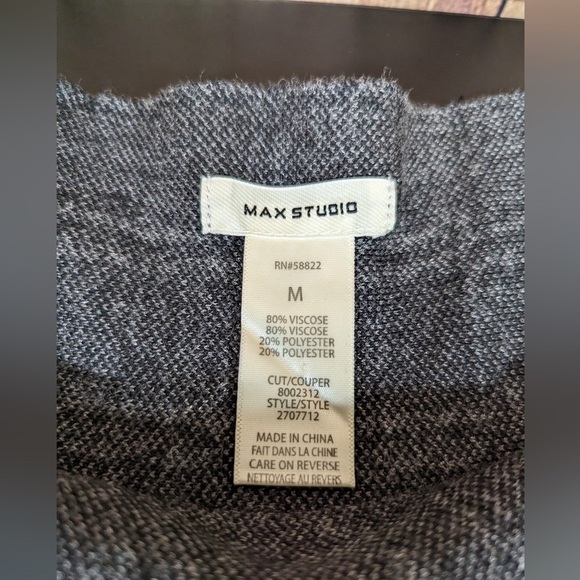 MAX STUDIO
RN#58822
M
80% VISCOSE
80% VISCOSE
20% POLYESTER
20% POLYESTER
CUT/COUPER
8002312
STYLE/STYLE
2707712
MADE IN CHINA
FAIT DANS LA CHINE
CARE ON REVERSE
NETTOYAGE AU REVERS